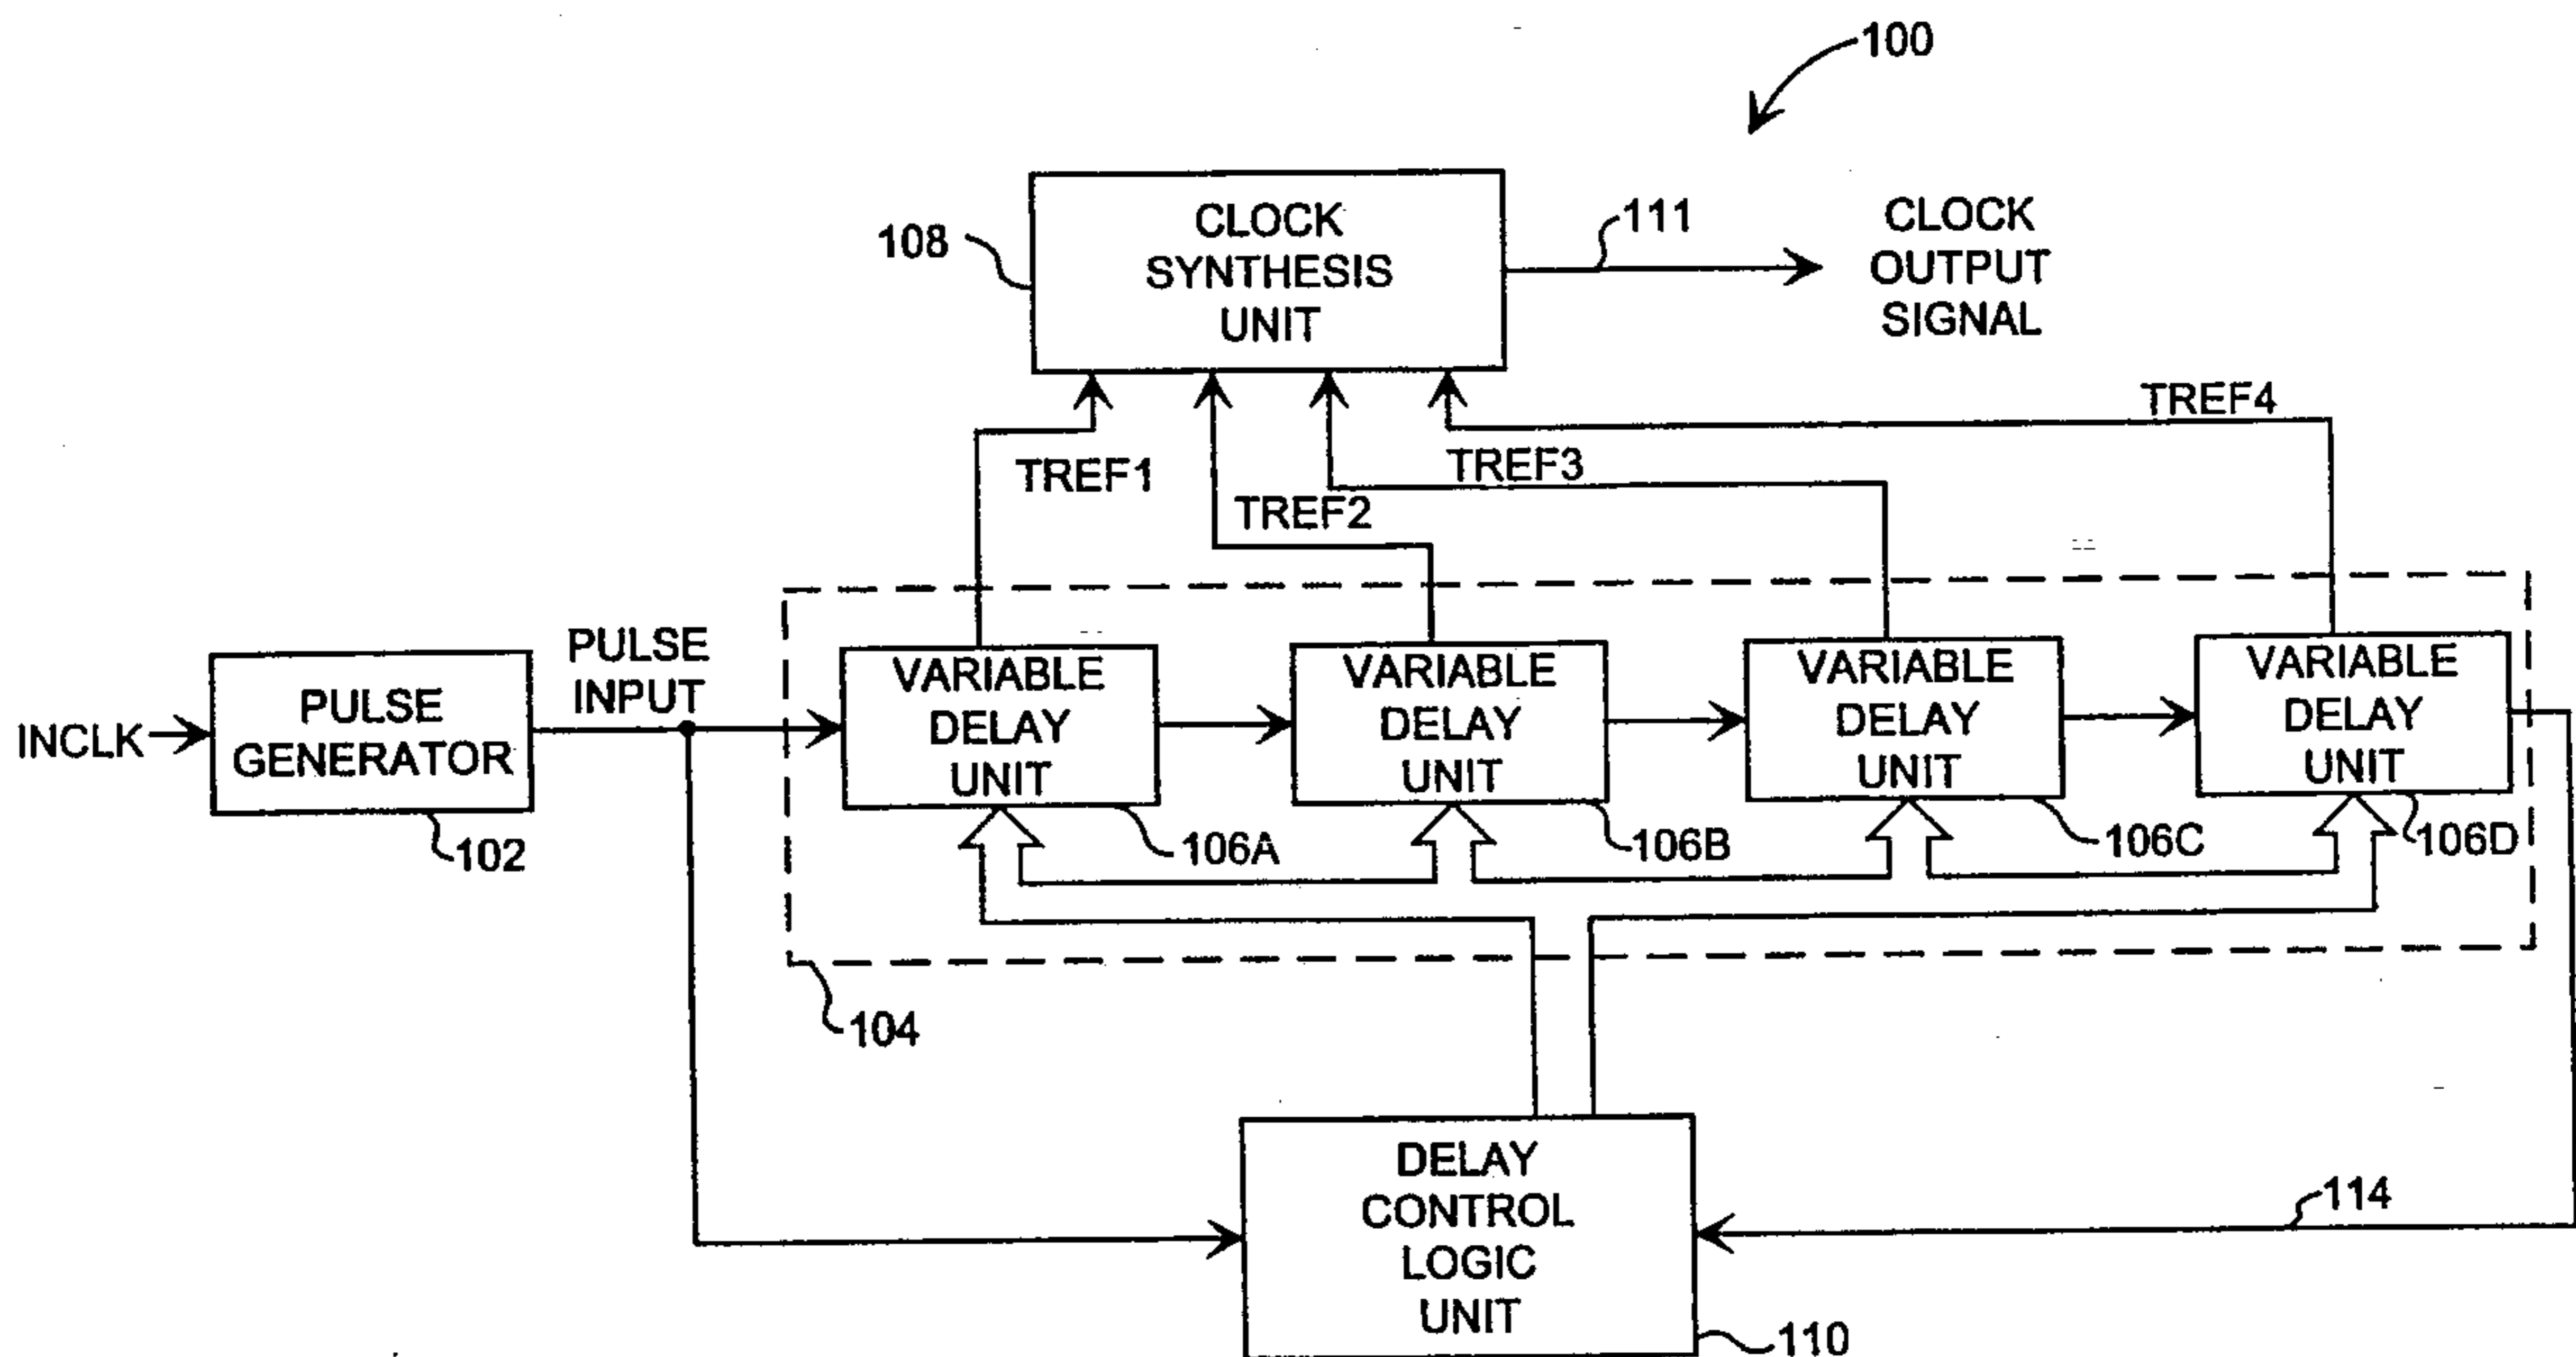 100
CLOCK
SYNTHESIS
UNIT
108
111
CLOCK
OUTPUT
SIGNAL
TREF1
TREF2
TREF3
TREF4
INCLK
PULSE
GENERATOR
102
PULSE
INPUT
VARIABLE
DELAY
UNIT
106A
VARIABLE
DELAY
UNIT
106B
VARIABLE
DELAY
UNIT
106C
VARIABLE
DELAY
UNIT
106D
104
DELAY
CONTROL
LOGIC
UNIT
110
114